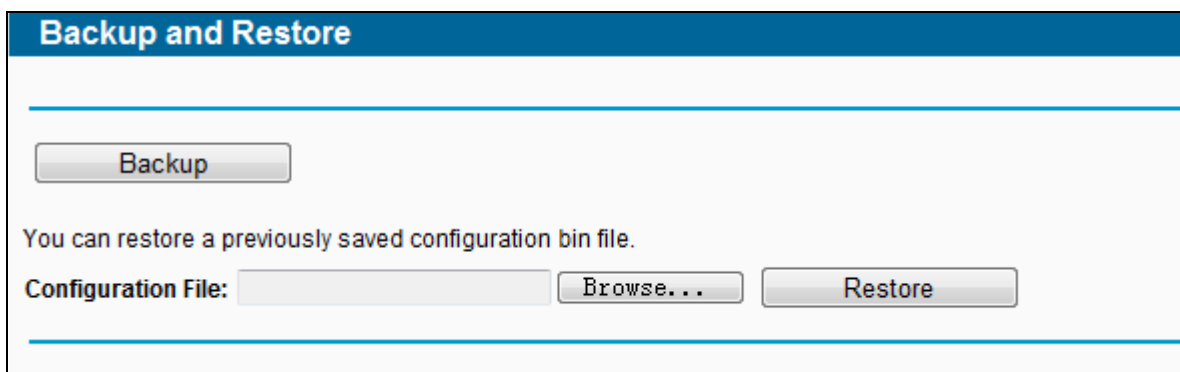 Backup and Restore
Backup
You can restore a previously saved configuration bin file.
Configuration File: Browse... Restore